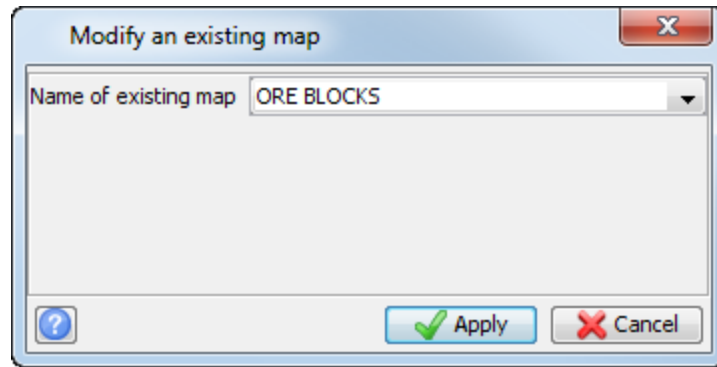 Modify an existing map
Name of existing map ORE BLOCKS
? Apply Cancel